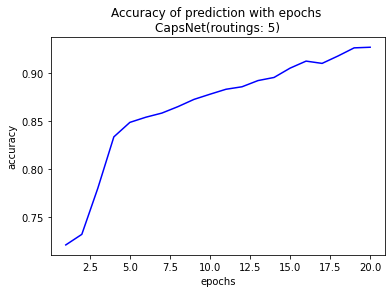 Accuracy of prediction with epochs
CapsNet(routings: 5)
accuracy
0.90
0.85
0.80
0.75
2.5 5.0 7.5 10.0 12.5 15.0 17.5 20.0
epochs